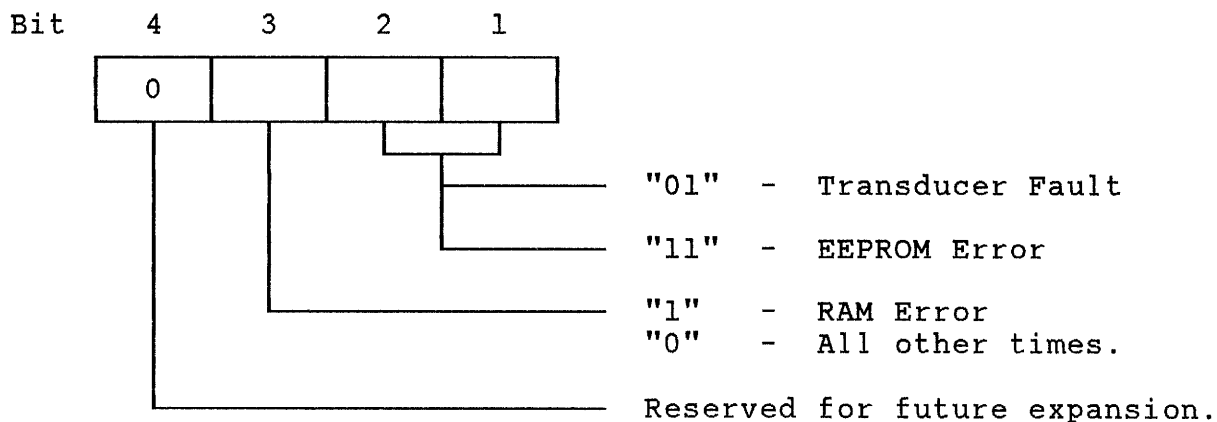 Bit 4 3 2 1
0
"01" - Transducer Fault
"11" - EEPROM Error
"1" - RAM Error
"0" - All other times.
Reserved for future expansion.